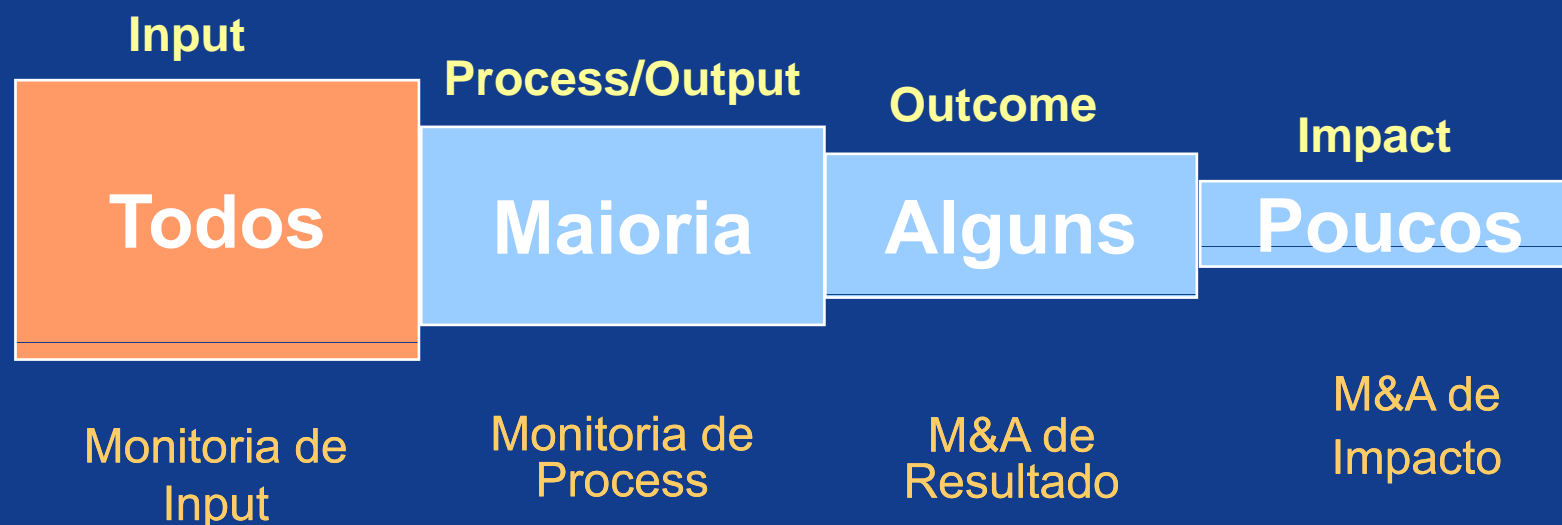 Input
Process/Output
Outcome
Impact
Todos
Maioria
Alguns
Poucos
Monitoria de
Input
Monitoria de
Process
M&A de
Resultado
M&A de
Impacto